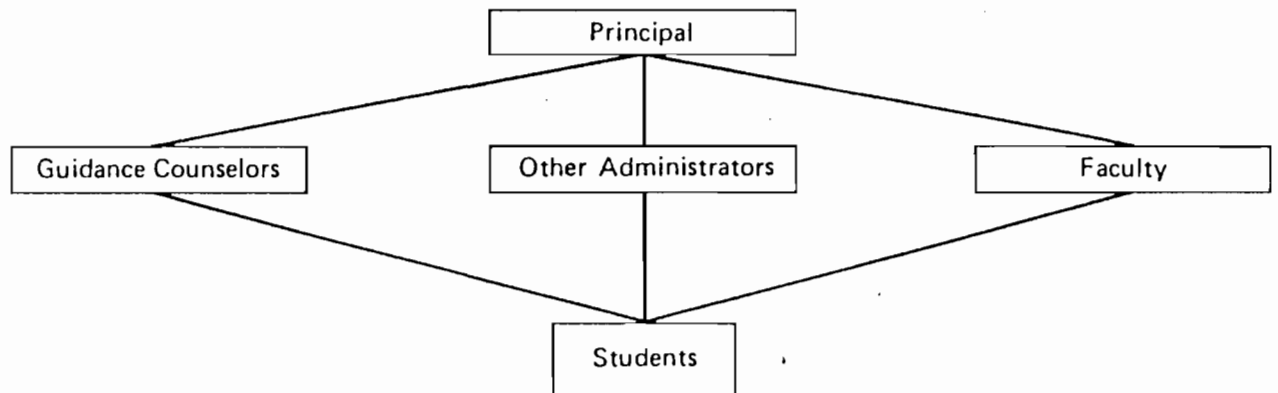 Principal
Guidance Counselors
Other Administrators
Faculty
Students